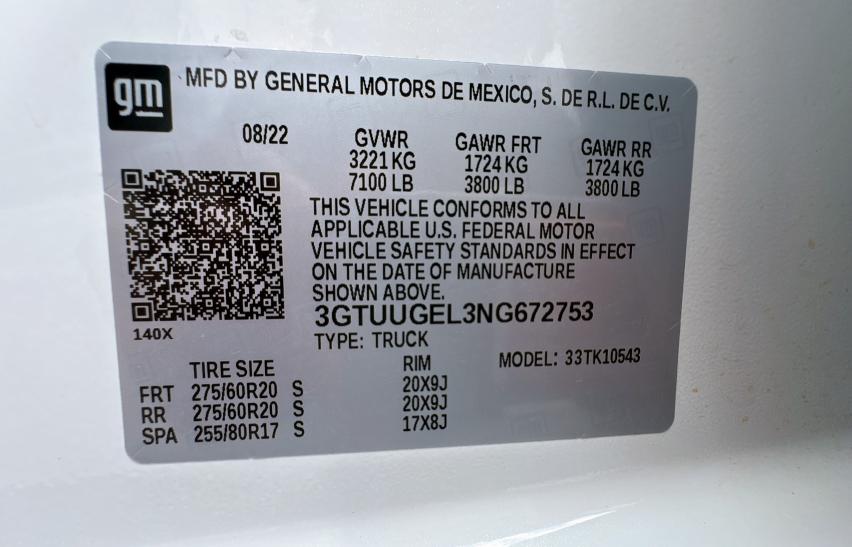 gm
MFD BY GENERAL MOTORS DE MEXICO, S. DE R.L. DE C.V.
08/22 GVWR GAWR FRT GAWR RR
3221 KG 1724 KG 1724 KG
7100 LB 3800 LB 3800 LB
THIS VEHICLE CONFORMS TO ALL
APPLICABLE U.S. FEDERAL MOTOR
VEHICLE SAFETY STANDARDS IN EFFECT
ON THE DATE OF MANUFACTURE
SHOWN ABOVE.
3GTUUGEL3NG672753
140X
TYPE: TRUCK
TIRE SIZE RIM MODEL: 33TK10543
FRT 275/60R20 S 20X9J
RR 275/60R20 S 20X9J
SPA 255/80R17 S 17X8J